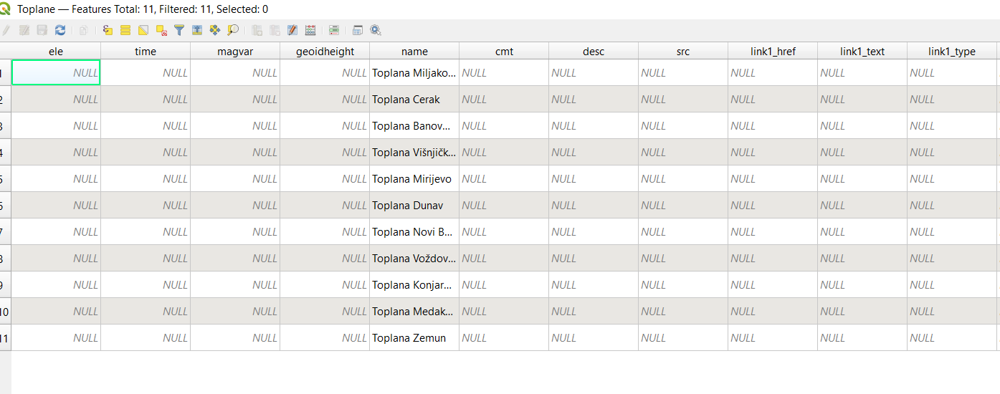 Toplane — Features Total: 11, Filtered: 11, Selected: 0
ele time magvar geoidheight name cmt desc src link1_href link1_text link1_type
1 NULL NULL NULL NULL Toplana Miljako... NULL NULL NULL NULL NULL NULL
2 NULL NULL NULL NULL Toplana Cerak NULL NULL NULL NULL NULL NULL
3 NULL NULL NULL NULL Toplana Banov... NULL NULL NULL NULL NULL NULL
4 NULL NULL NULL NULL Toplana Višnjičk... NULL NULL NULL NULL NULL NULL
5 NULL NULL NULL NULL Toplana Mirijevo NULL NULL NULL NULL NULL NULL
6 NULL NULL NULL NULL Toplana Dunav NULL NULL NULL NULL NULL NULL
7 NULL NULL NULL NULL Toplana Novi B... NULL NULL NULL NULL NULL NULL
8 NULL NULL NULL NULL Toplana Voždov... NULL NULL NULL NULL NULL NULL
9 NULL NULL NULL NULL Toplana Konjar... NULL NULL NULL NULL NULL NULL
10 NULL NULL NULL NULL Toplana Medak... NULL NULL NULL NULL NULL NULL
11 NULL NULL NULL NULL Toplana Zemun NULL NULL NULL NULL NULL NULL